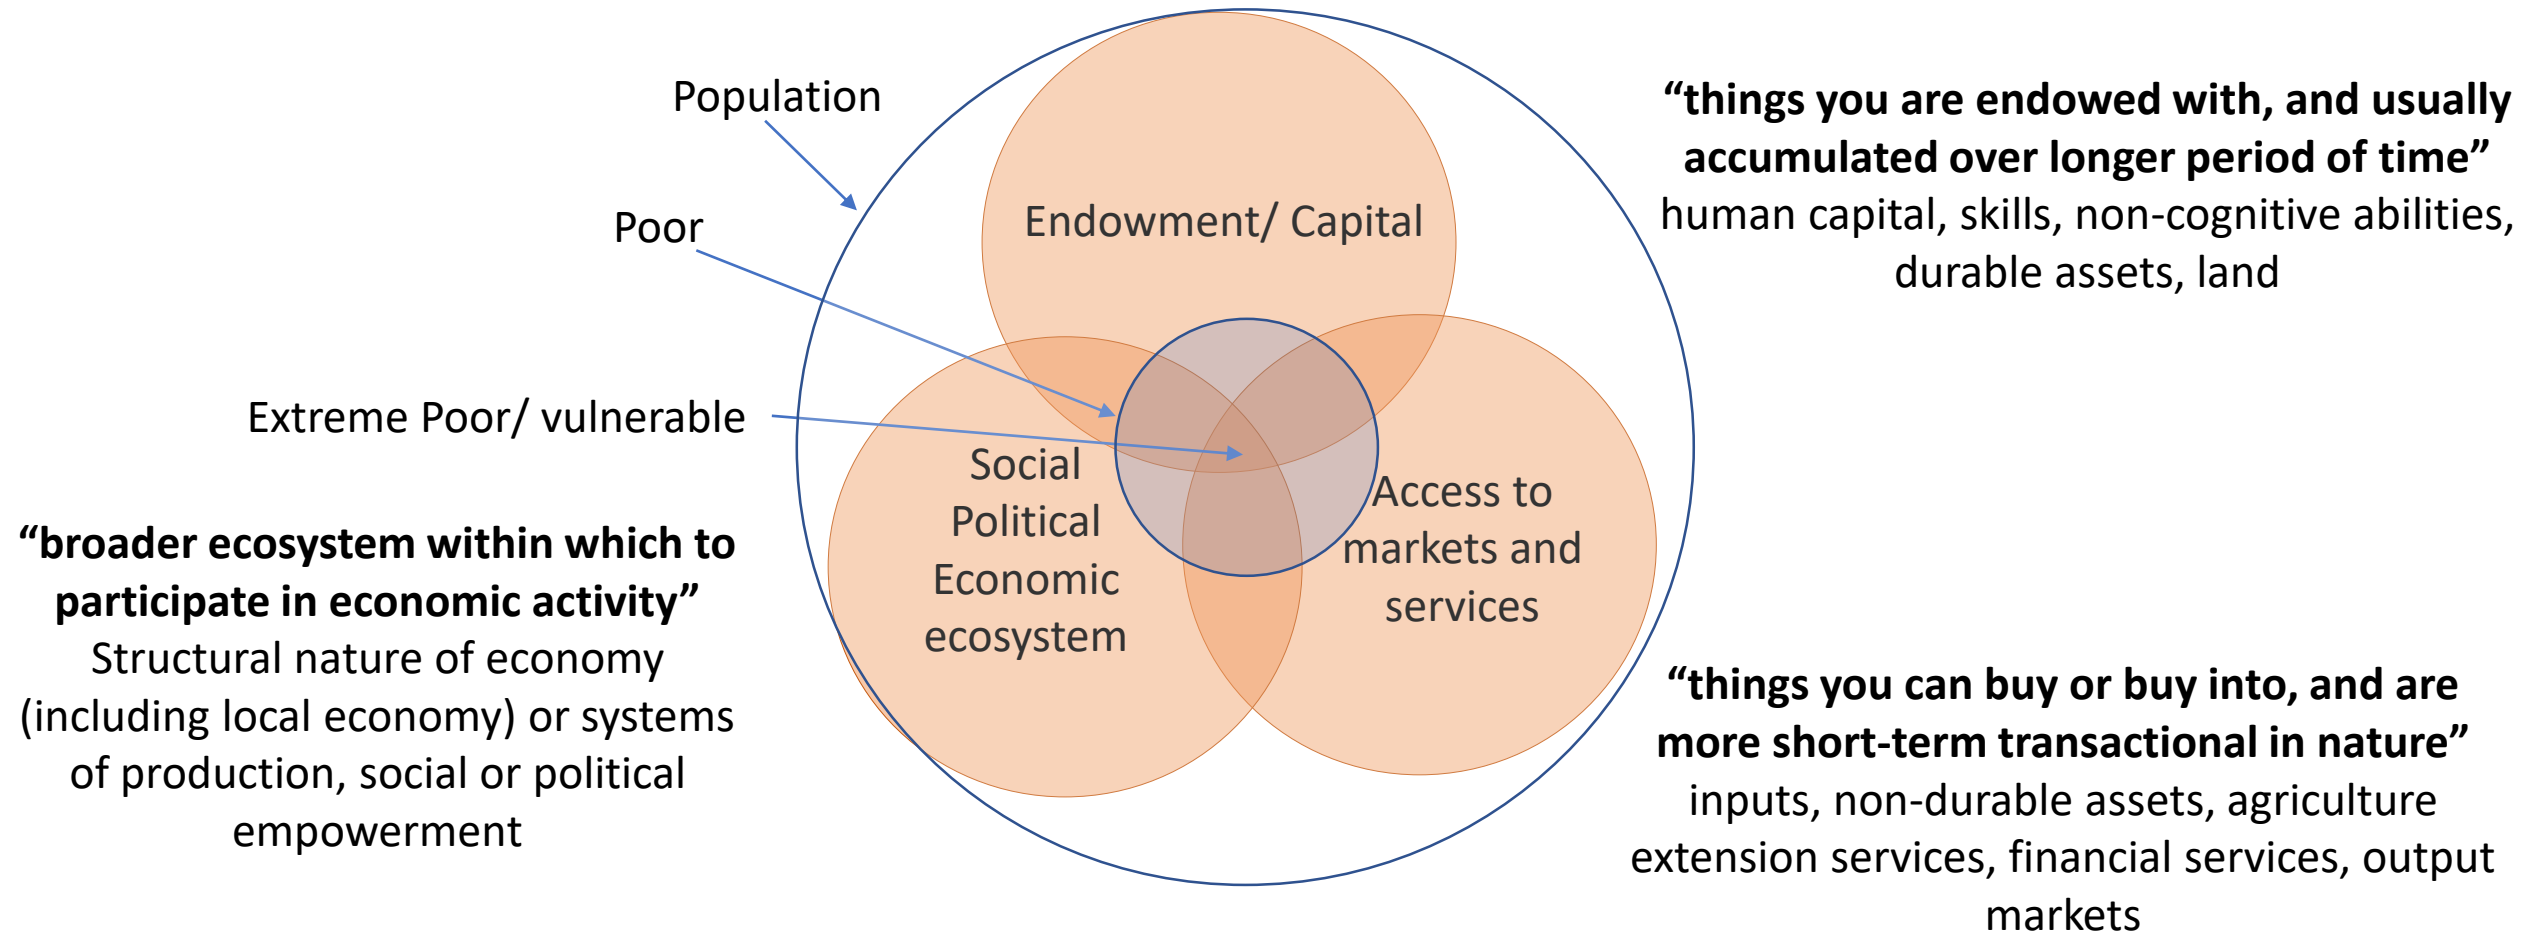 Population
Poor
Extreme Poor/ vulnerable
“broader ecosystem within which to
participate in economic activity”
Structural nature of economy
(including local economy) or systems
of production, social or political
empowerment
Endowment/ Capital
Social
Political
Economic
ecosystem
Access to
markets and
services
“things you are endowed with, and usually
accumulated over longer period of time”
human capital, skills, non-cognitive abilities,
durable assets, land
“things you can buy or buy into, and are
more short-term transactional in nature”
inputs, non-durable assets, agriculture
extension services, financial services, output
markets